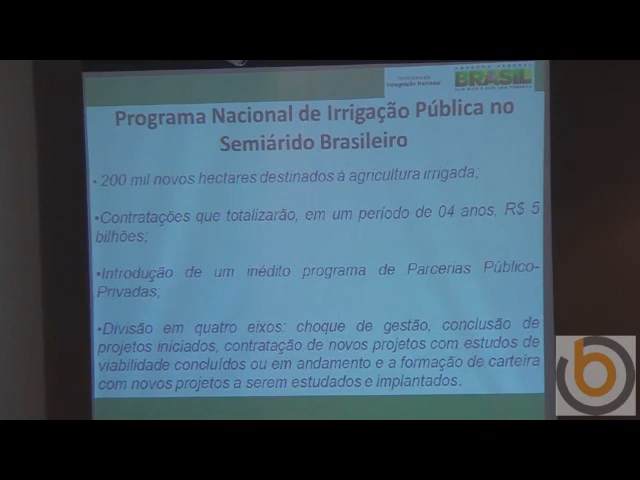 Integração Nacional
BRASIL
Programa Nacional de Irrigação Pública no
Semiárido Brasileiro
• 200 mil novos hectares destinados à agricultura irrigada;
•Contratações que totalizarão, em um período de 04 anos, R$ 5
bilhões;
•Introdução de um inédito programa de Parcerias Público-
Privadas;
•Divisão em quatro eixos: choque de gestão, conclusão de
projetos iniciados, contratação de novos projetos com estudos de
viabilidade concluídos ou em andamento e a formação de carteira
com novos projetos a serem estudados e implantados.